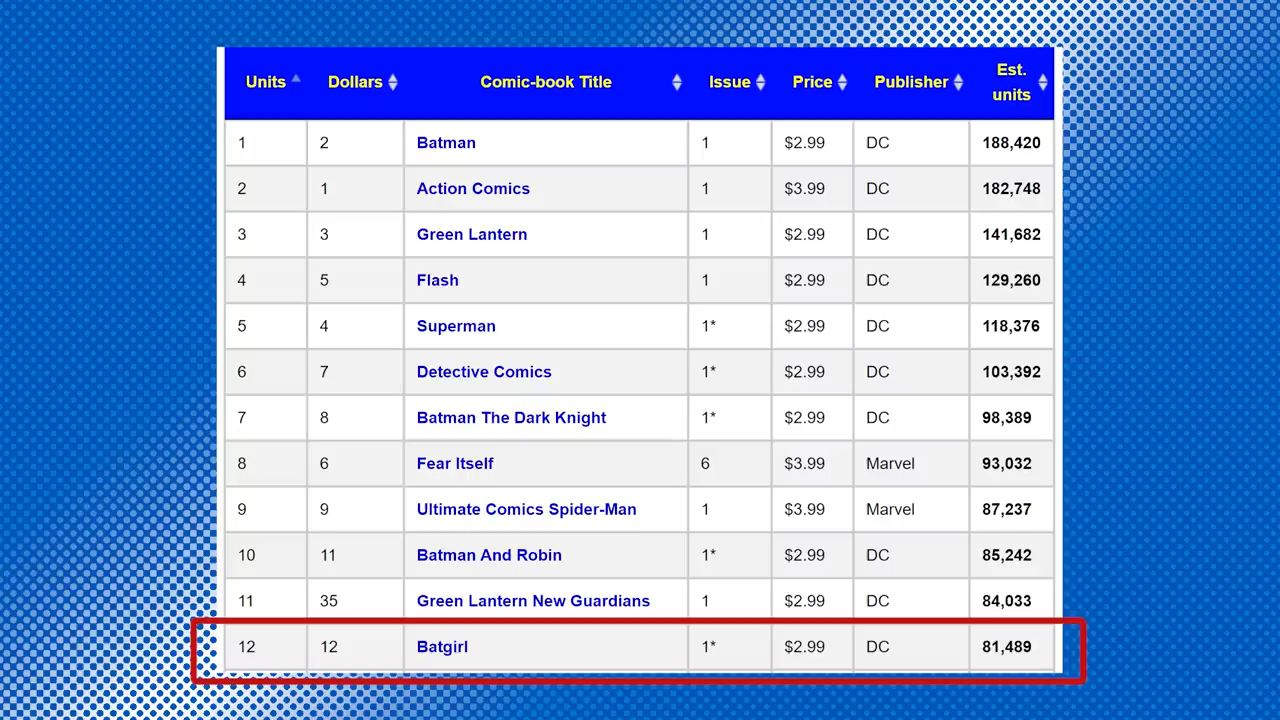 Units Dollars Comic-book Title Issue Price Publisher Est. units
1 2 Batman 1 $2.99 DC 188,420
2 1 Action Comics 1 $3.99 DC 182,748
3 3 Green Lantern 1 $2.99 DC 141,682
4 5 Flash 1 $2.99 DC 129,260
5 4 Superman 1* $2.99 DC 118,376
6 7 Detective Comics 1* $2.99 DC 103,392
7 8 Batman The Dark Knight 1* $2.99 DC 98,389
8 6 Fear Itself 6 $3.99 Marvel 93,032
9 9 Ultimate Comics Spider-Man 1 $3.99 Marvel 87,237
10 11 Batman And Robin 1* $2.99 DC 85,242
11 35 Green Lantern New Guardians 1 $2.99 DC 84,033
12 12 Batgirl 1* $2.99 DC 81,489